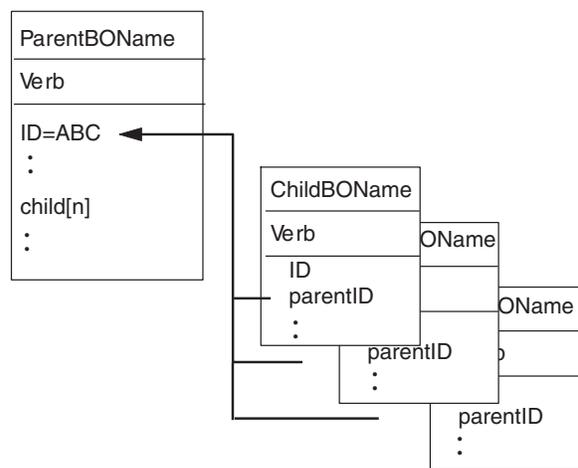 ParentBOName
Verb
ID=ABC
:
child[n]
:
ChildBOName
Verb
ID
parentID
:
OName
parentID
:
OName
parentID
: